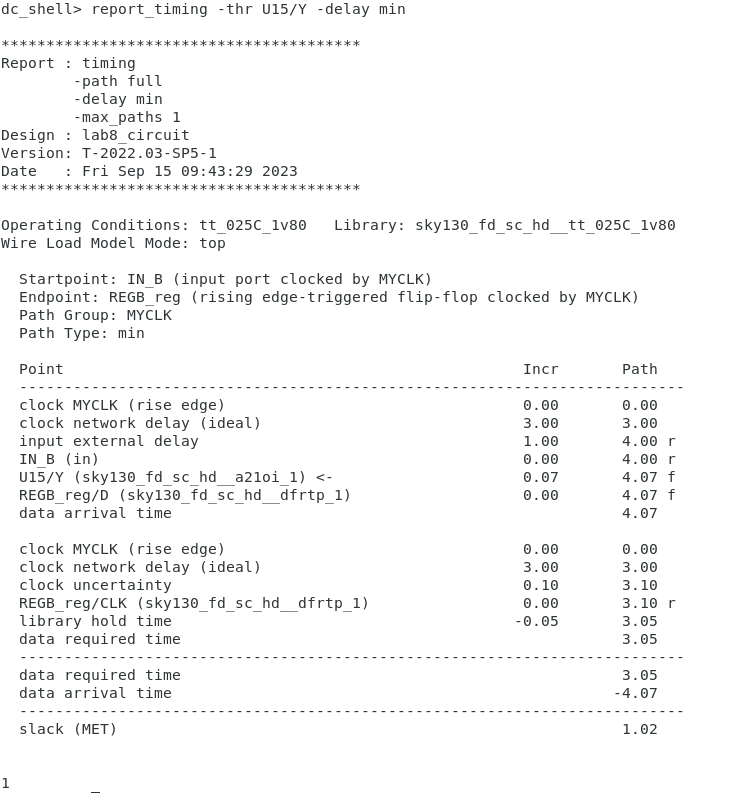 dc_shell> report_timing -thr U15/Y -delay min
****************************************
Report : timing
        -path full
        -delay min
        -max_paths 1
Design : lab8_circuit
Version: T-2022.03-SP5-1
Date   : Fri Sep 15 09:43:29 2023
****************************************
Operating Conditions: tt_025C_1v80   Library: sky130_fd_sc_hd__tt_025C_1v80
Wire Load Model Mode: top
  Startpoint: IN_B (input port clocked by MYCLK)
  Endpoint: REGB_reg (rising edge-triggered flip-flop clocked by MYCLK)
  Path Group: MYCLK
  Path Type: min
  Point                                                   Incr       Path
  --------------------------------------------------------------------------
  clock MYCLK (rise edge)                                 0.00       0.00
  clock network delay (ideal)                             3.00       3.00
  input external delay                                    1.00       4.00 r
  IN_B (in)                                               0.00       4.00 r
  U15/Y (sky130_fd_sc_hd__a21oi_1) <-                     0.07       4.07 f
  REGB_reg/D (sky130_fd_sc_hd__dfrtp_1)                   0.00       4.07 f
  data arrival time                                                  4.07
  clock MYCLK (rise edge)                                 0.00       0.00
  clock network delay (ideal)                             3.00       3.00
  clock uncertainty                                       0.10       3.10
  REGB_reg/CLK (sky130_fd_sc_hd__dfrtp_1)                 0.00       3.10 r
  library hold time                                      -0.05       3.05
  data required time                                                 3.05
  --------------------------------------------------------------------------
  data required time                                                 3.05
  data arrival time                                                 -4.07
  --------------------------------------------------------------------------
  slack (MET)                                                        1.02
1